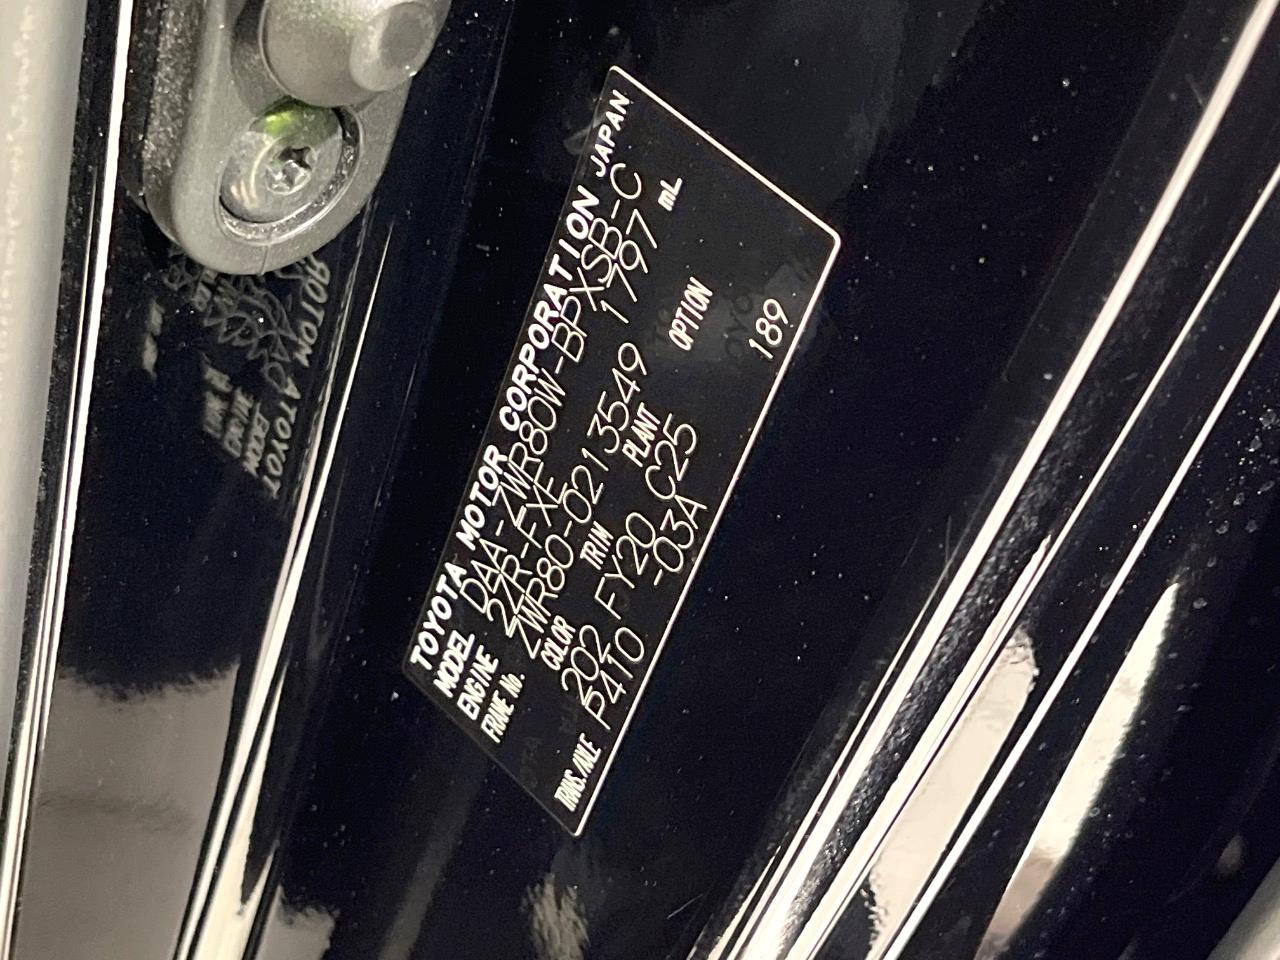 TOYOTA MOTOR CORPORATION JAPAN
MODEL DAA-ZWR80W-BPXSB-C
ENGINE 2ZR-FXE 1797 mL
FRAME No. ZWR80-0213549
COLOR TRIM PLANT OPTION
202 FY20 C25
TRNS./AXLE P410 -03A 189